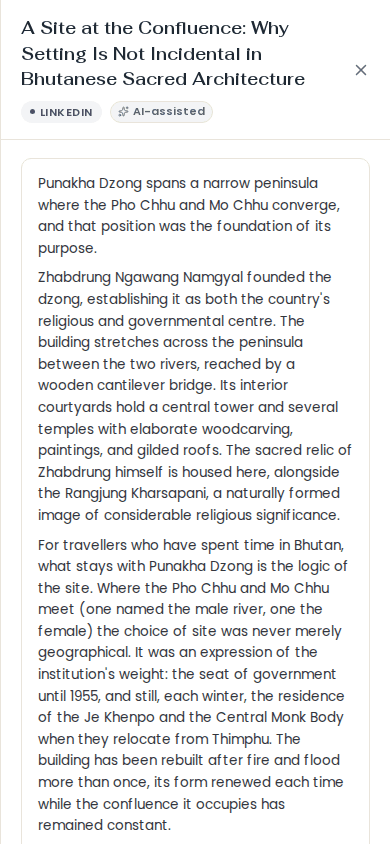 A Site at the Confluence: Why
Setting Is Not Incidental in
Bhutanese Sacred Architecture
LINKEDIN
AI-assisted
Punakha Dzong spans a narrow peninsula
where the Pho Chhu and Mo Chhu converge,
and that position was the foundation of its
purpose.
Zhabdrung Ngawang Namgyal founded the
dzong, establishing it as both the country's
religious and governmental centre. The
building stretches across the peninsula
between the two rivers, reached by a
wooden cantilever bridge. Its interior
courtyards hold a central tower and several
temples with elaborate woodcarving,
paintings, and gilded roofs. The sacred relic of
Zhabdrung himself is housed here, alongside
the Rangjung Kharsapani, a naturally formed
image of considerable religious significance.
For travellers who have spent time in Bhutan,
what stays with Punakha Dzong is the logic of
the site. Where the Pho Chhu and Mo Chhu
meet (one named the male river, one the
female) the choice of site was never merely
geographical. It was an expression of the
institution's weight: the seat of government
until 1955, and still, each winter, the residence
of the Je Khenpo and the Central Monk Body
when they relocate from Thimphu. The
building has been rebuilt after fire and flood
more than once, its form renewed each time
while the confluence it occupies has
remained constant.